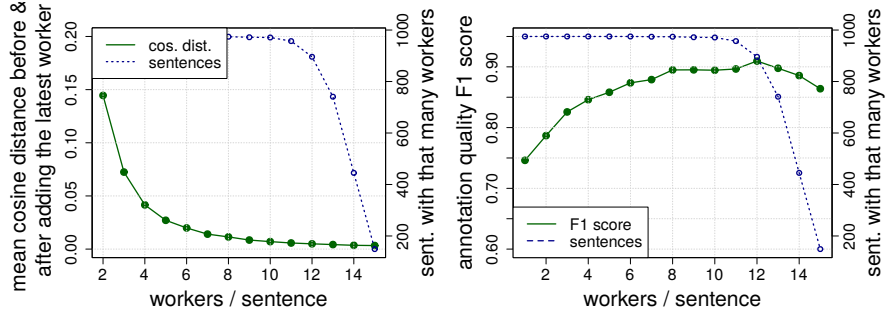 mean cosine distance before &
after adding the latest worker
0.00 0.05 0.10 0.15 0.20
cos. dist.
sentences
2 4 6 8 10 12 14
workers / sentence
200 400 600 800 1000
sent. with that many workers
annotation quality F1 score
0.60 0.70 0.80 0.90
F1 score
sentences
2 4 6 8 10 12 14
workers / sentence
200 400 600 800 1000
sent. with that many workers